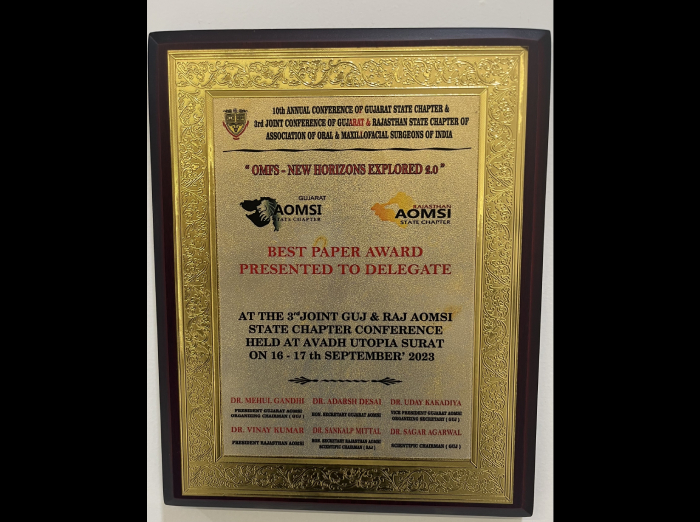 10th ANNUAL CONFERENCE OF GUJARAT STATE CHAPTER &
3rd JOINT CONFERENCE OF GUJARAT & RAJASTHAN STATE CHAPTER OF
ASSOCIATION OF ORAL & MAXILLOFACIAL SURGEONS OF INDIA
" OMFS - NEW HORIZONS EXPLORED 2.0 "
GUJARAT
AOMSI
STATE CHAPTER
RAJASTHAN
AOMSI
STATE CHAPTER
BEST PAPER AWARD
PRESENTED TO DELEGATE
AT THE 3rd JOINT GUJ & RAJ AOMSI
STATE CHAPTER CONFERENCE
HELD AT AVADH UTOPIA SURAT
ON 16 - 17 th SEPTEMBER' 2023
DR. MEHUL GANDHI DR. ADARSH DESAI DR. UDAY KAKADIYA
PRESIDENT GUJARAT AOMSI HON. SECRETARY GUJARAT AOMSI VICE PRESIDENT GUJARAT AOMSI
ORGANIZING CHAIRMAN ( GUJ ) ORGANIZING SECRETARY ( GUJ )
DR. VINAY KUMAR DR. SANKALP MITTAL DR. SAGAR AGARWAL
PRESIDENT RAJASTHAN AOMSI HON. SECRETARY RAJASTHAN AOMSI SCIENTIFIC CHAIRMAN ( GUJ )
SCIENTIFIC CHAIRMAN ( RAJ )